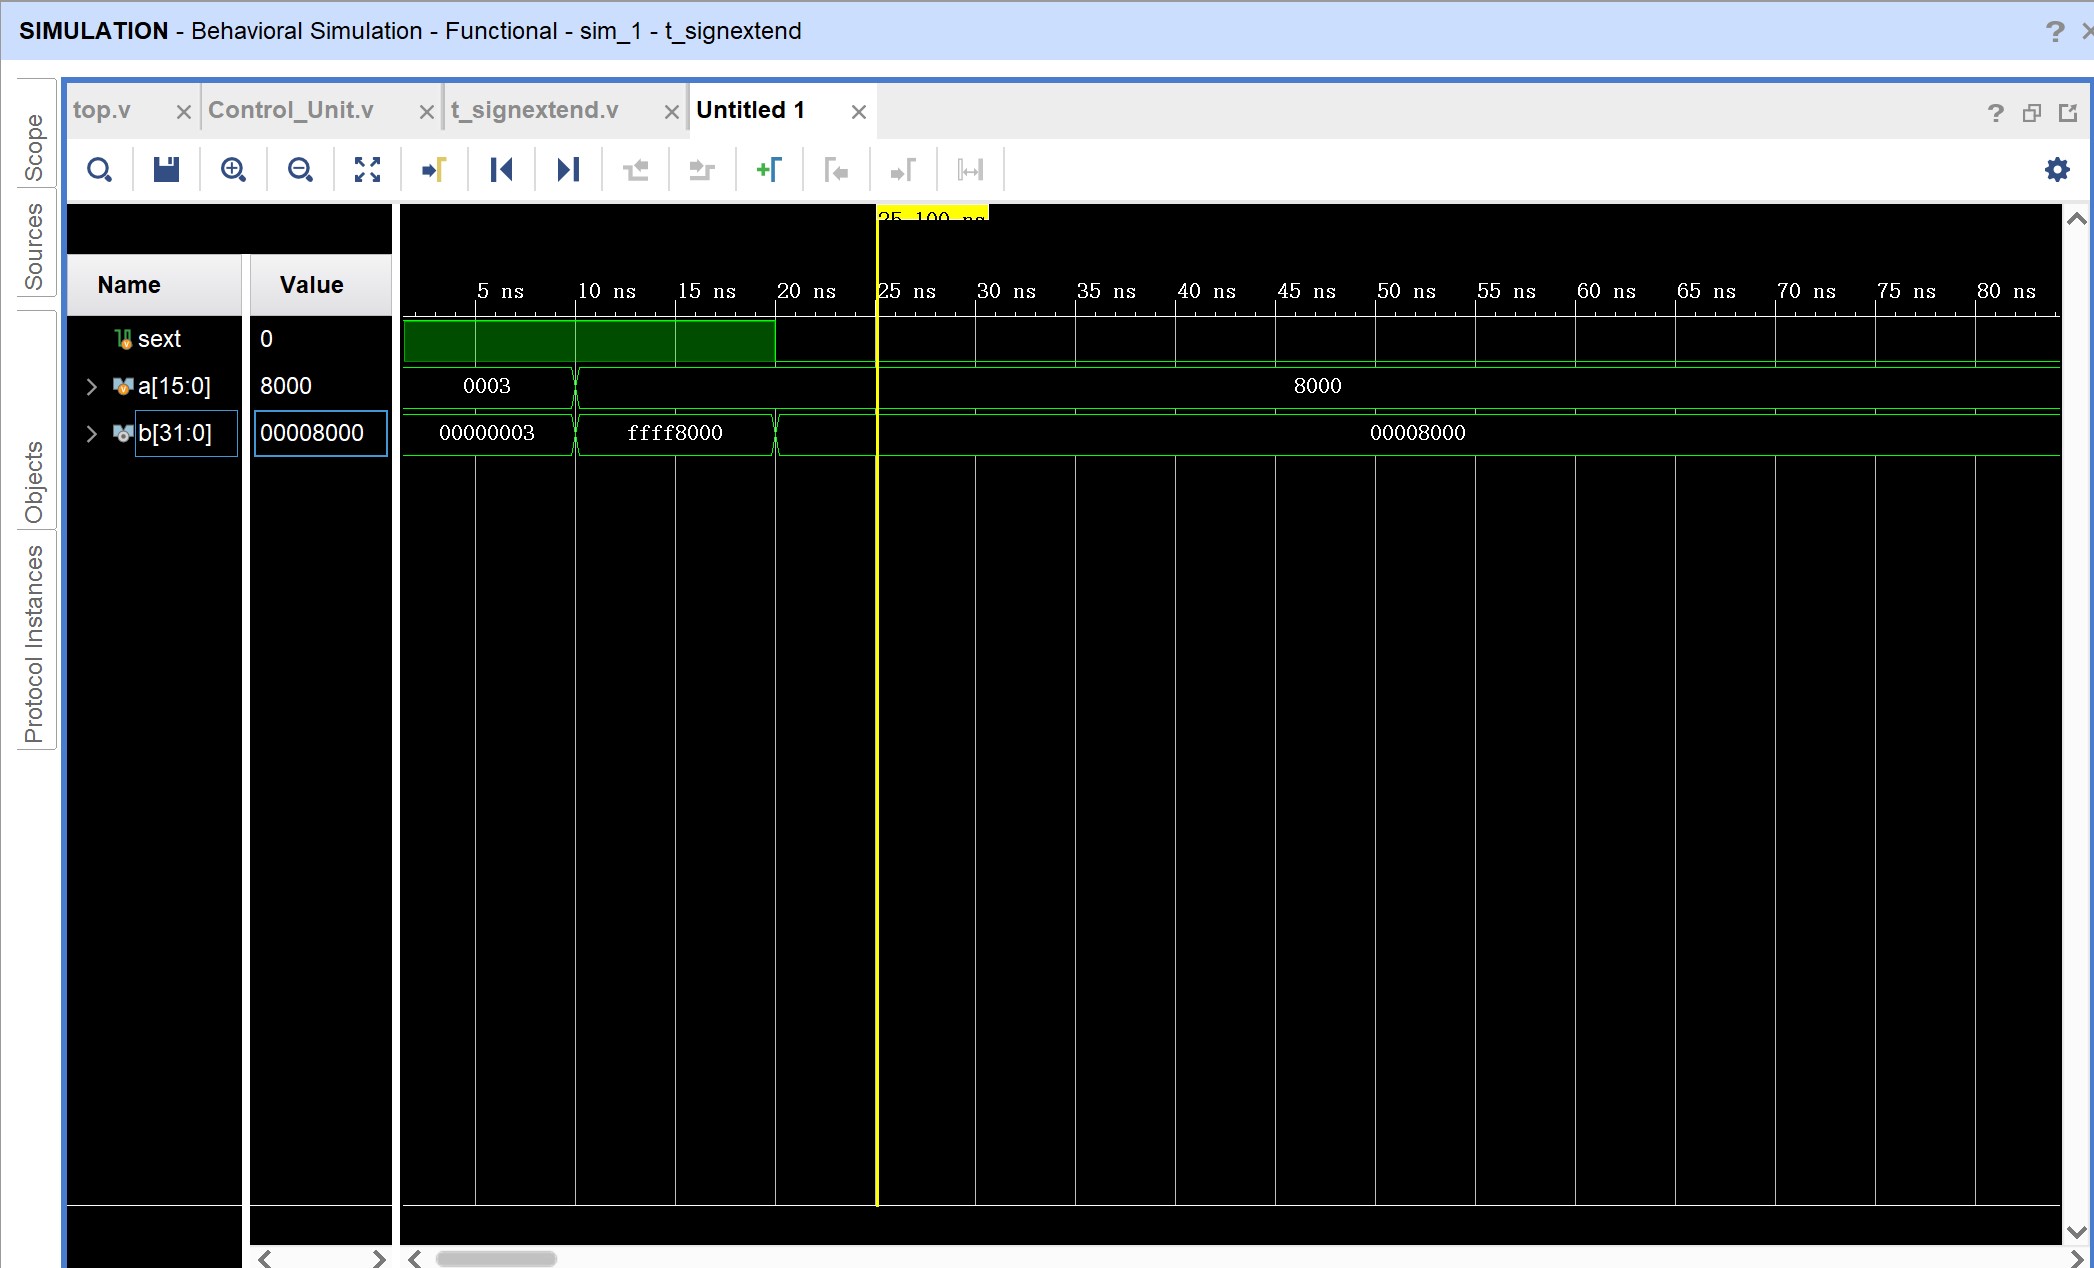 SIMULATION - Behavioral Simulation - Functional - sim_1 - t_signextend
Scope
Sources
Objects
Protocol Instances
top.v
Control_Unit.v
t_signextend.v
Untitled 1
25.100 ns
Name
Value
5 ns 10 ns 15 ns 20 ns 25 ns 30 ns 35 ns 40 ns 45 ns 50 ns 55 ns 60 ns 65 ns 70 ns 75 ns 80 ns
sext 0
a[15:0] 8000 0003 8000
b[31:0] 00008000 00000003 ffff8000 00008000